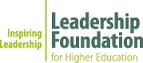 Inspiring
Leadership
Leadership
Foundation
for Higher Education